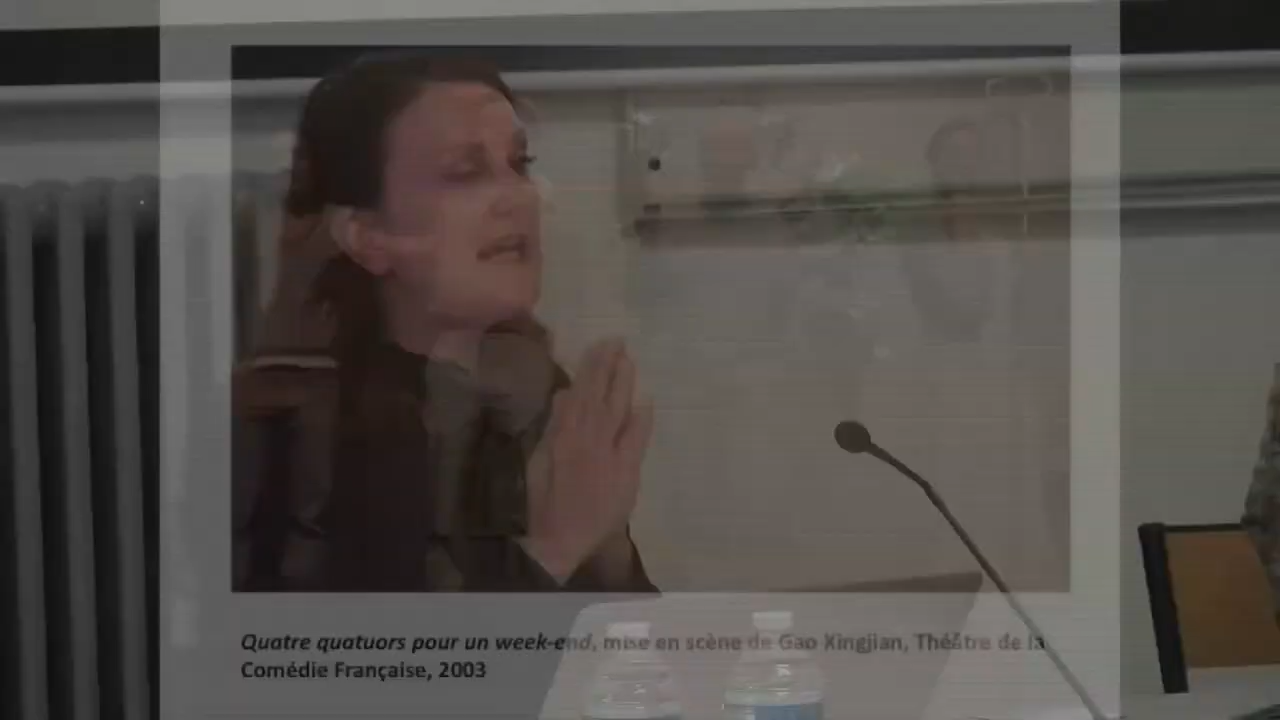 Quatre quatuors pour un week-end, mise en scène de Gao Xingjian, Théâtre de la
Comédie Française, 2003